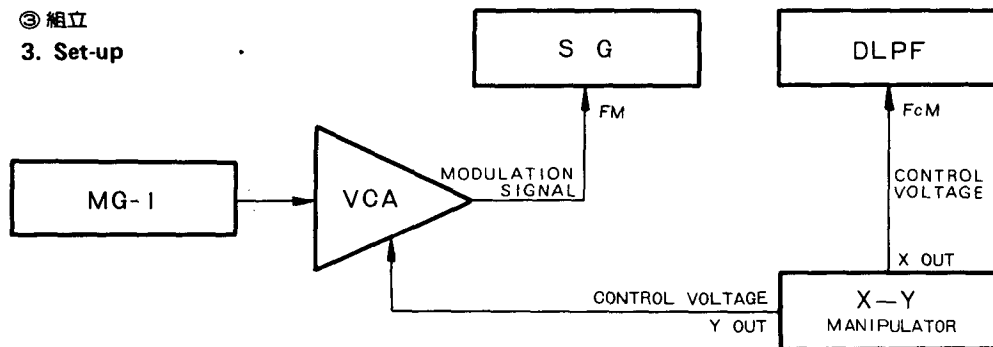 ③ 組立
3. Set-up
S G
DLPF
FM
FcM
MG-1
VCA
MODULATION
SIGNAL
CONTROL
VOLTAGE
X OUT
CONTROL VOLTAGE
Y OUT
X—Y
MANIPULATOR